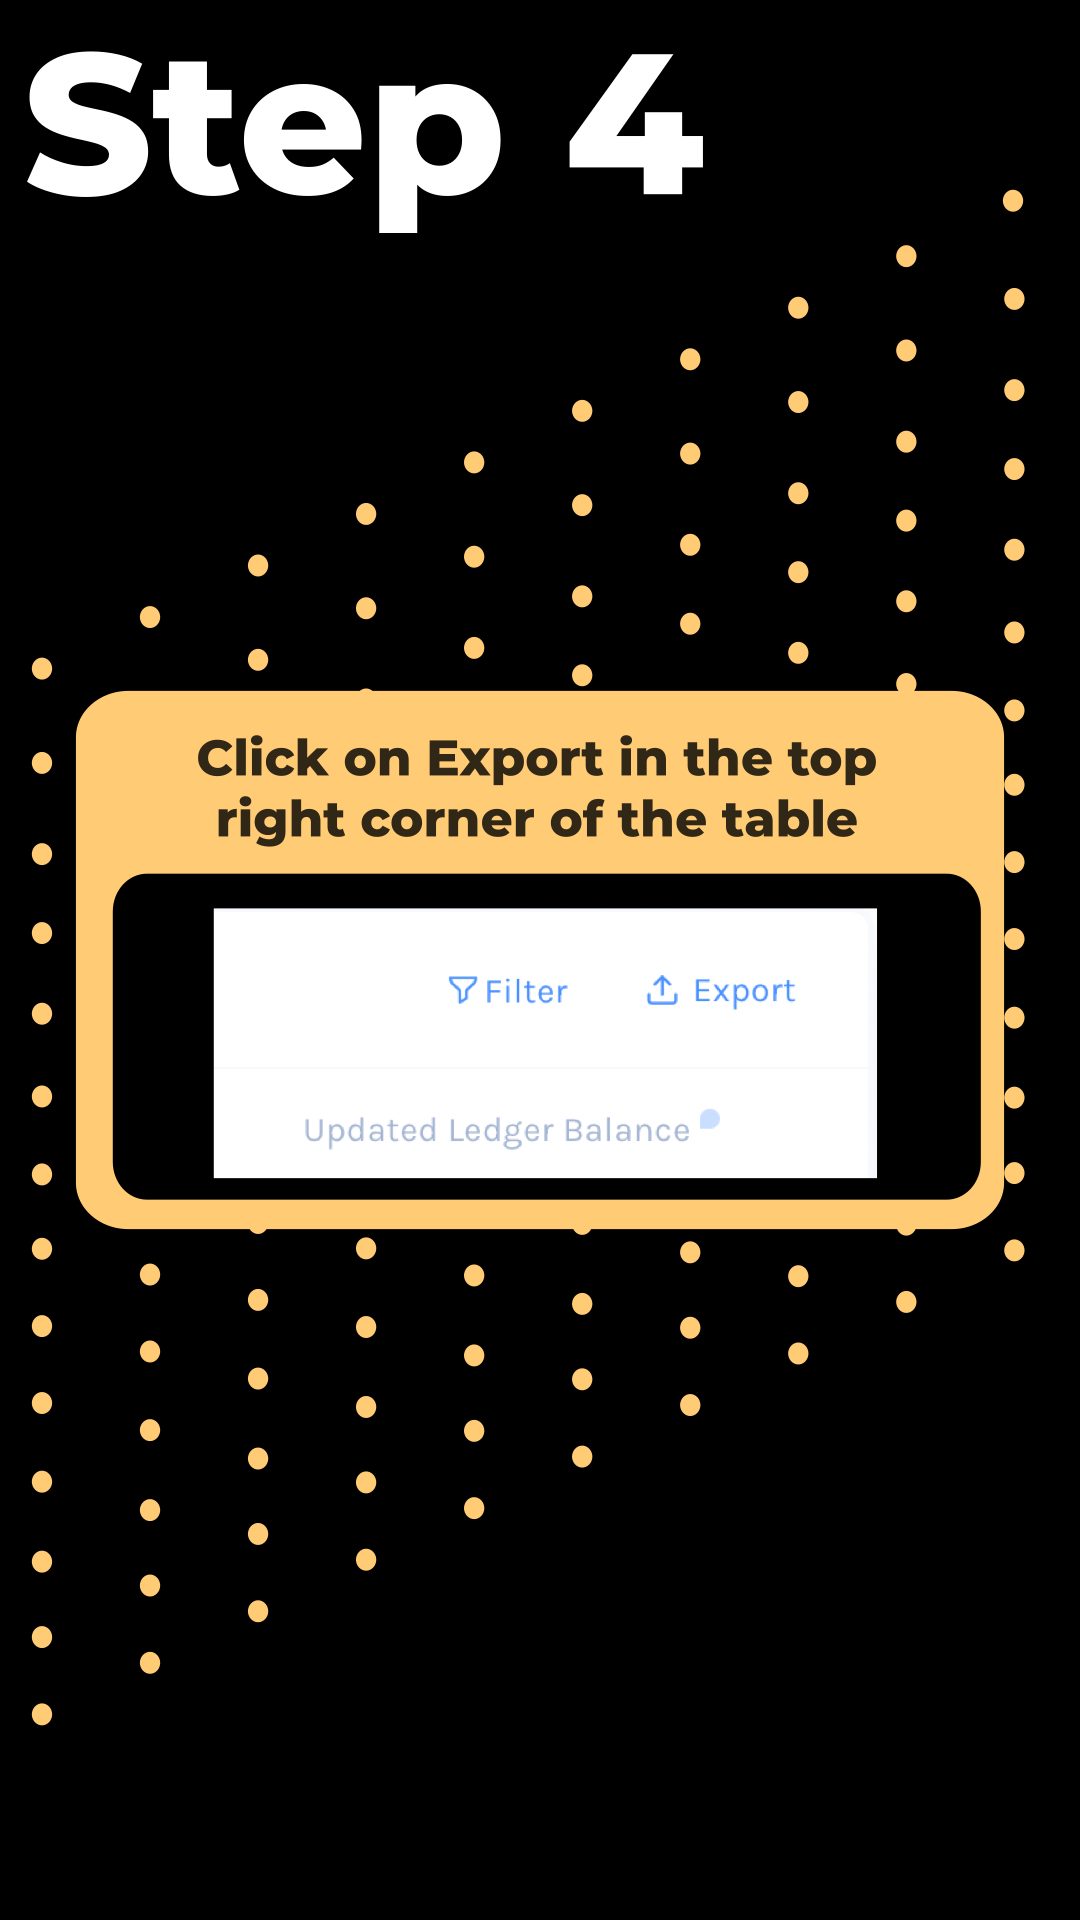 Step 4
Click on Export in the top
right corner of the table
Filter Export
Updated Ledger Balance